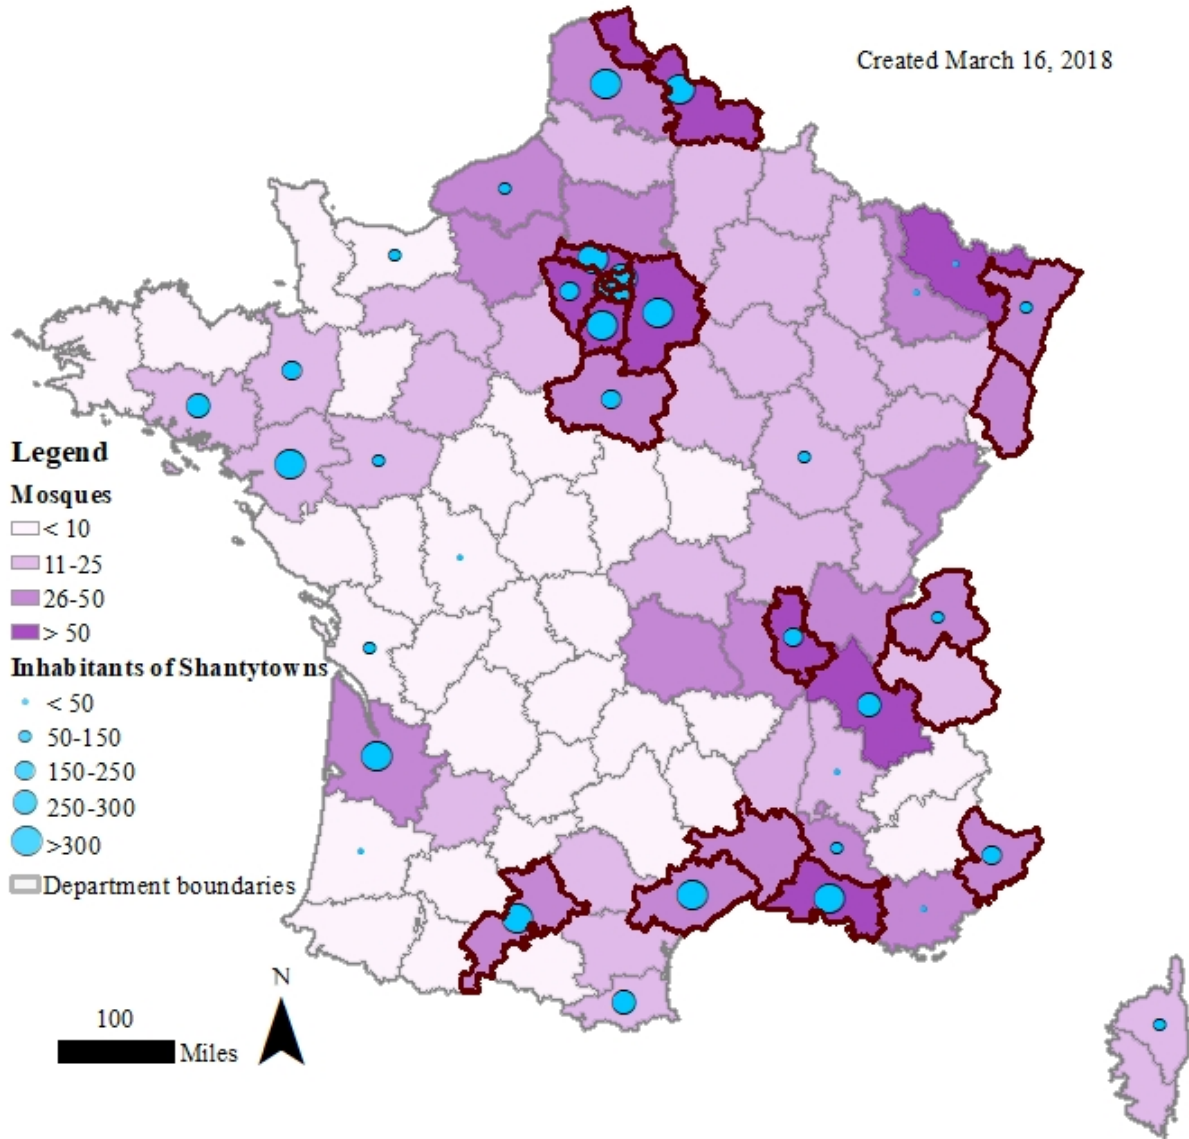 Created March 16, 2018
Legend
Mosques
< 10
11-25
26-50
> 50
Inhabitants of Shantytowns
< 50
50-150
150-250
250-300
>300
Department boundaries
N
100
Miles